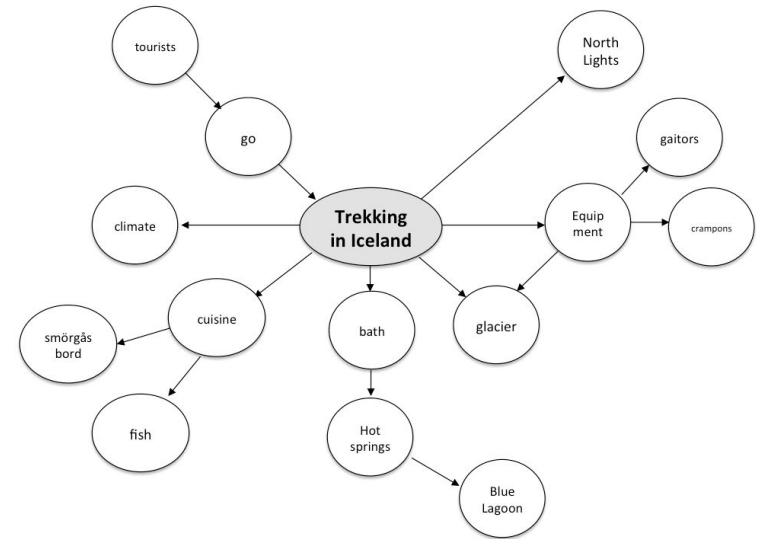 tourists
North
Lights
go
gaitors
climate
Trekking
in Iceland
Equip
ment
crampons
cuisine
bath
glacier
smörgås
bord
fish
Hot
springs
Blue
Lagoon